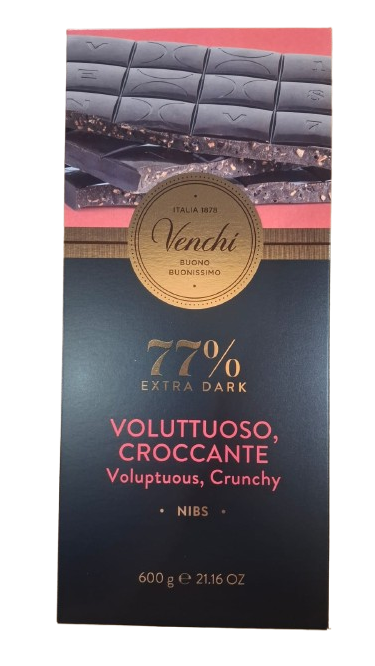 ITALIA 1878
Venchi
BUONO
BUONISSIMO
77%
EXTRA DARK
VOLUTTUOSO,
CROCCANTE
Voluptuous, Crunchy
• NIBS •
600 g ℮ 21.16 OZ